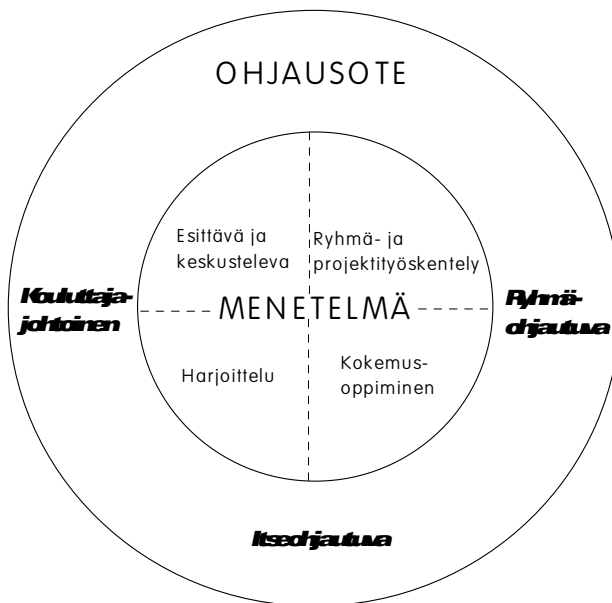 OHJAUSOTE
Esittävä ja
keskusteleva
Ryhmä- ja
projektityöskentely
Kouluttaja-
johtoinen
MENETELMÄ
Ryhmä-
ohjautuva
Harjoittelu
Kokemus-
oppiminen
Itseohjautuva